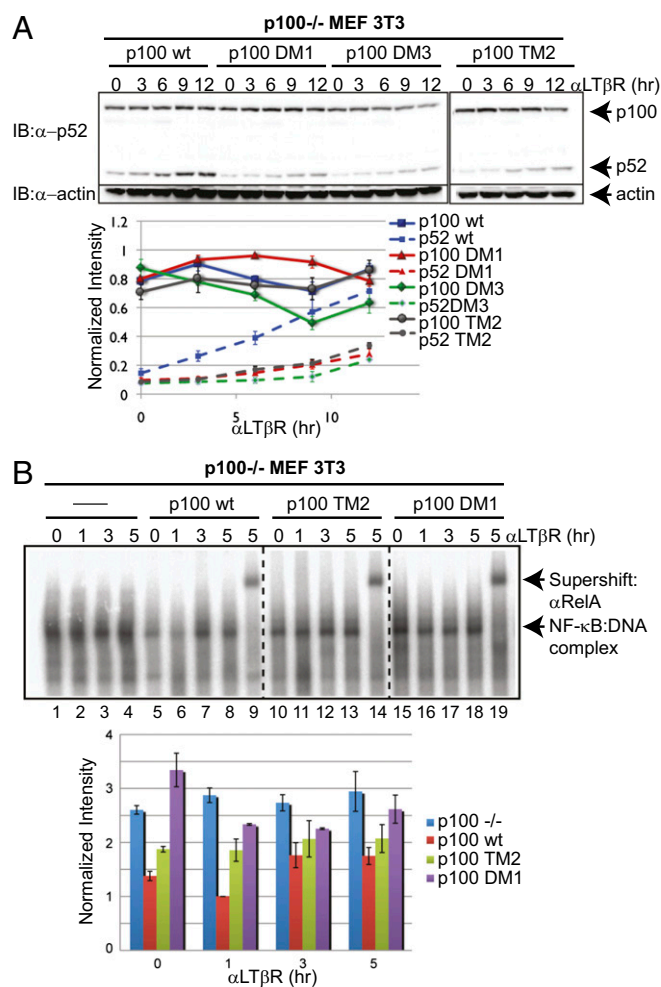 A
p100-/- MEF 3T3
p100 wt p100 DM1 p100 DM3 p100 TM2
0 3 6 9 12 0 3 6 9 12 0 3 6 9 12 0 3 6 9 12 αLTβR (hr)
IB:α–p52
p100
p52
IB:α-actin
actin
Normalized Intensity
1.2
1
0.8
0.6
0.4
0.2
0
0 5 10
αLTβR (hr)
p100 wt
p52 wt
p100 DM1
p52 DM1
p100 DM3
p52DM3
p100 TM2
p52 TM2
B
p100-/- MEF 3T3
p100 wt p100 TM2 p100 DM1
0 1 3 5 0 1 3 5 5 0 1 3 5 5 0 1 3 5 5 αLTβR (hr)
Supershift:
αRelA
NF-κB:DNA
complex
1 2 3 4 5 6 7 8 9 10 11 12 13 14 15 16 17 18 19
Normalized Intensity
4
3
2
1
0
0 1 3 5
αLTβR (hr)
p100 -/-
p100 wt
p100 TM2
p100 DM1